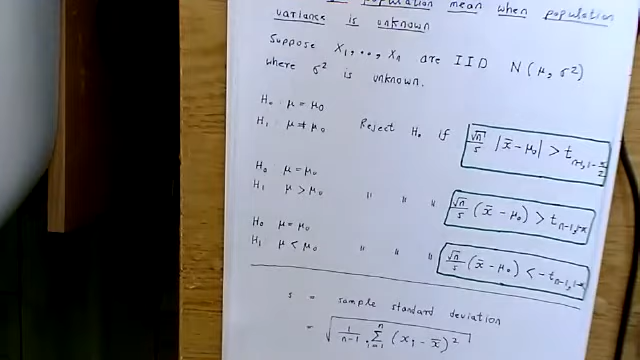 population mean when population
variance is unknown
Suppose X₁, .., Xₙ are IID N(μ, σ²)
where σ² is unknown.
H₀ μ = μ₀
H₁ μ ≠ μ₀ Reject H₀ if √n/s |x̄ - μ₀| > t_{n-1, 1-α/2}
H₀ μ = μ₀
H₁ μ > μ₀ " " " √n/s (x̄ - μ₀) > t_{n-1, 1-α}
H₀ μ = μ₀
H₁ μ < μ₀ " " " √n/s (x̄ - μ₀) < -t_{n-1, 1-α}
s = sample standard deviation
= √(1/(n-1) ∑_{i=1}^{n} (xᵢ - x̄)²)